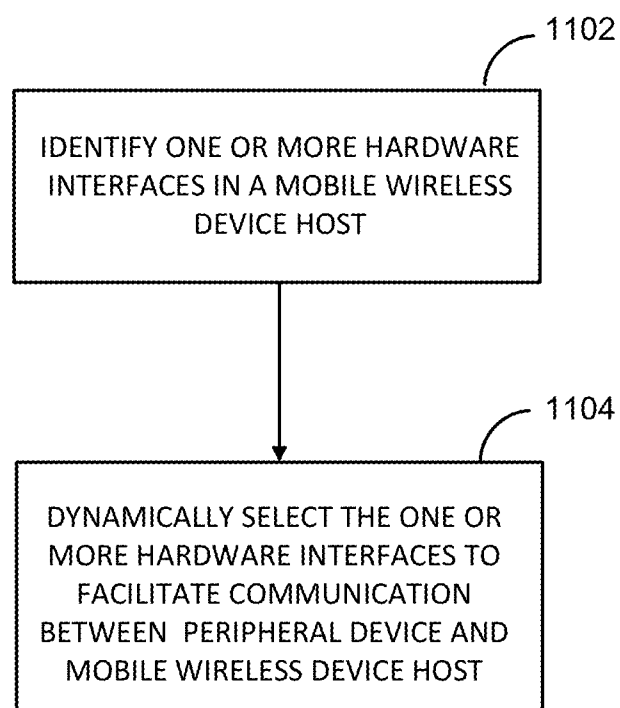 1102
IDENTIFY ONE OR MORE HARDWARE
INTERFACES IN A MOBILE WIRELESS
DEVICE HOST
1104
DYNAMICALLY SELECT THE ONE OR
MORE HARDWARE INTERFACES TO
FACILITATE COMMUNICATION
BETWEEN PERIPHERAL DEVICE AND
MOBILE WIRELESS DEVICE HOST